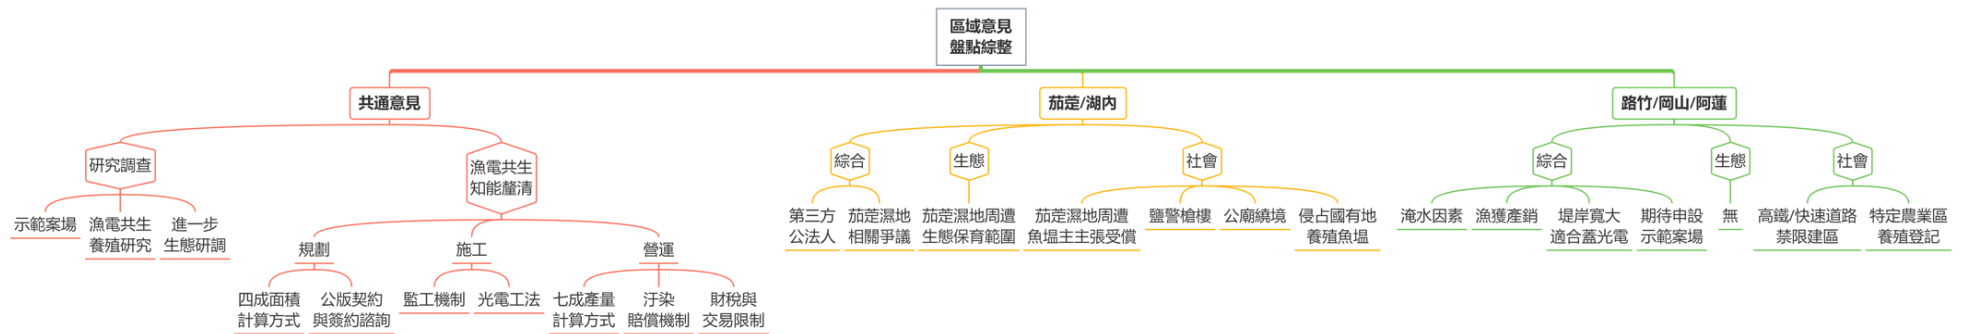 區域意見
盤點綜整
共通意見
茄萣/湖內
路竹/岡山/阿蓮
研究調查
漁電共生
知能釐清
綜合
生態
社會
綜合
生態
社會
示範案場
漁電共生
養殖研究
進一步
生態研調
規劃
施工
營運
四成面積
計算方式
公版契約
與簽約諮詢
監工機制
光電工法
七成產量
計算方式
汙染
賠償機制
財稅與
交易限制
第三方
公法人
茄萣濕地
相關爭議
茄萣濕地周遭
生態保育範圍
茄萣濕地周遭
魚塭主主張受償
鹽警槍樓
公廟繞境
侵占國有地
養殖魚塭
淹水因素
漁獲產銷
堤岸寬大
適合蓋光電
期待申設
示範案場
無
高鐵/快速道路
禁限建區
特定農業區
養殖登記